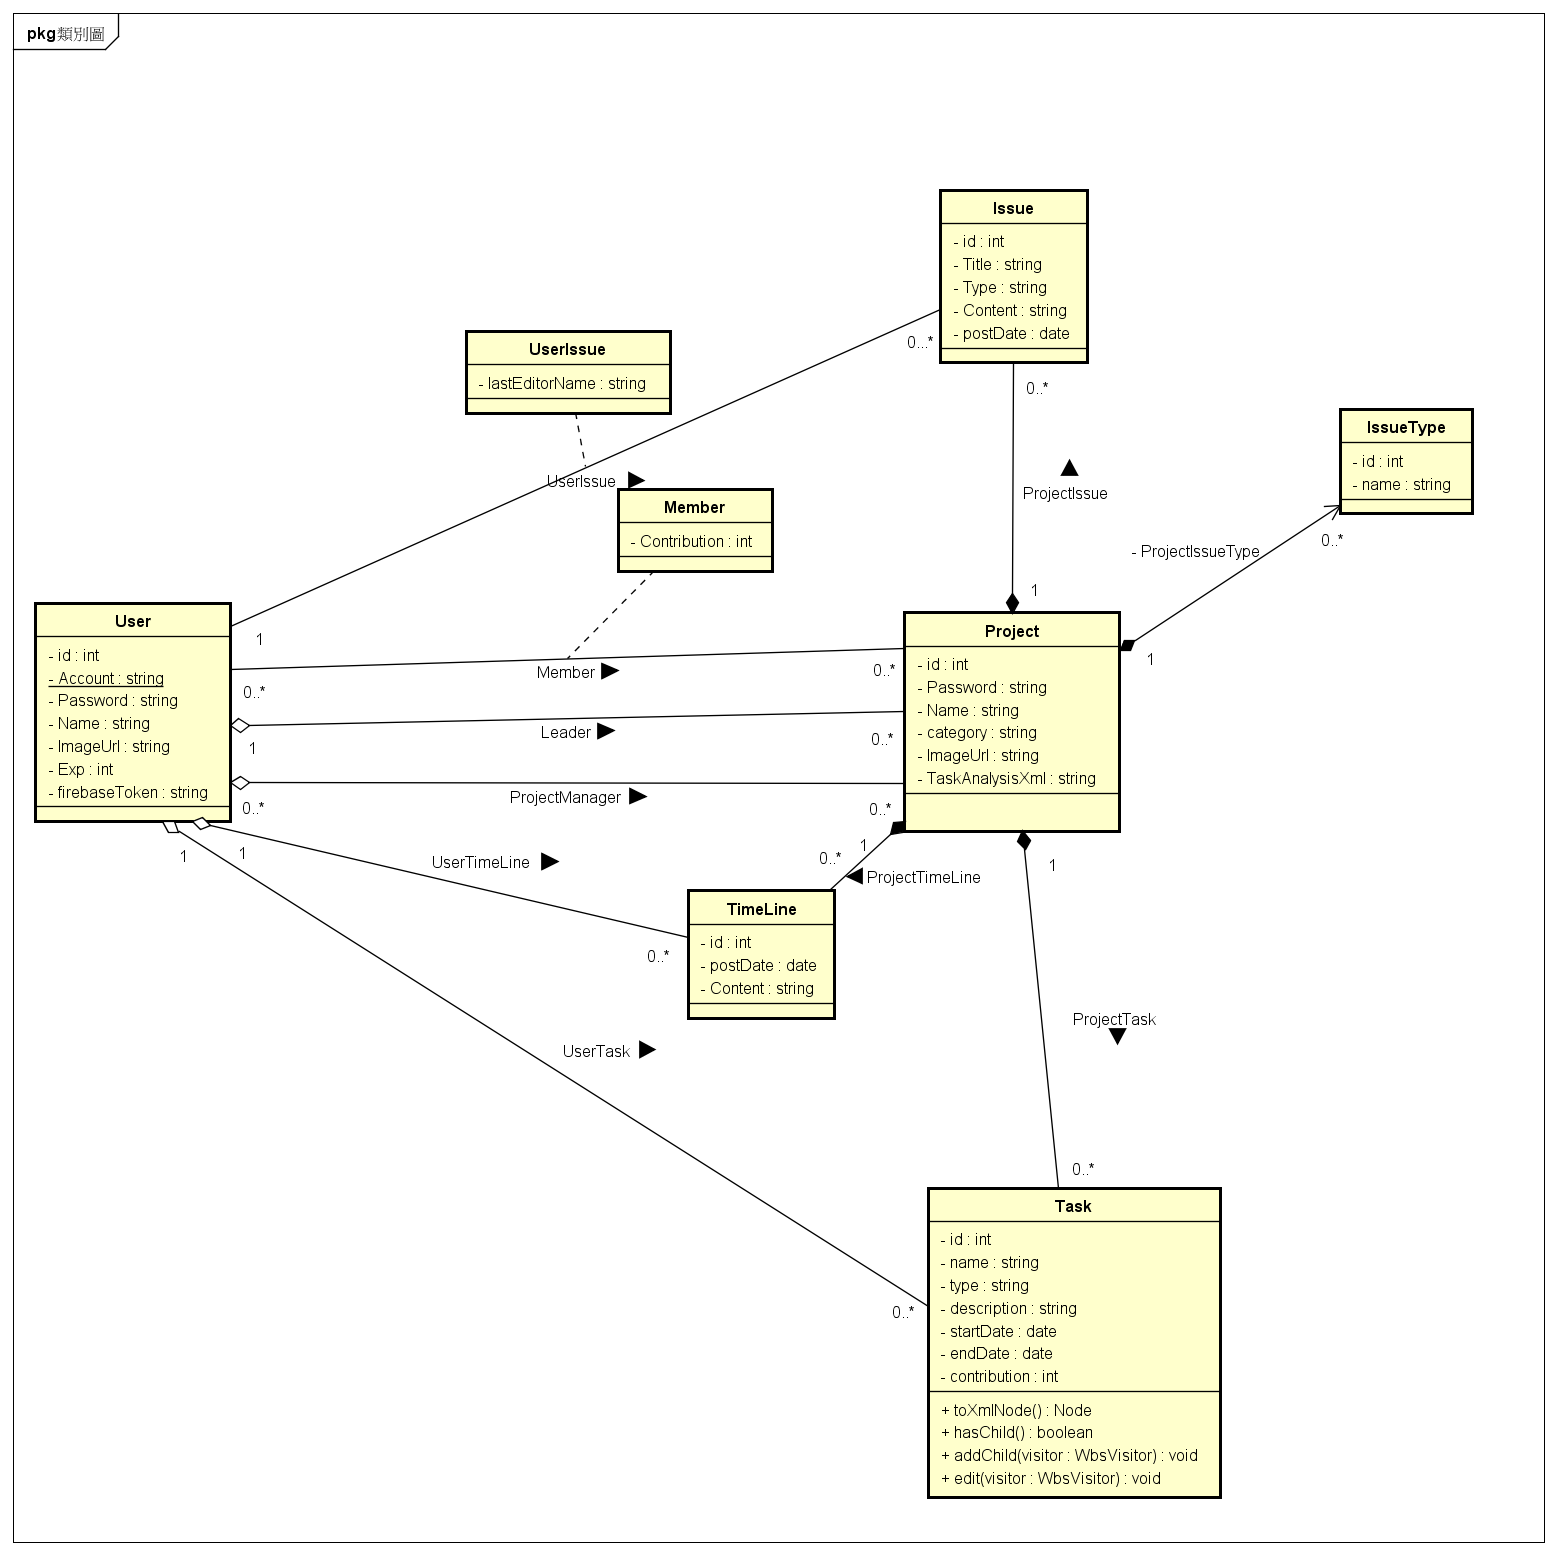 pkg類別圖
Issue
- id : int
- Title : string
- Type : string
- Content : string
- postDate : date
0...*
0..*
UserIssue
- lastEditorName : string
UserIssue
IssueType
- id : int
- name : string
0..*
- ProjectIssueType
ProjectIssue
1
1
Member
- Contribution : int
User
- id : int
- Account : string
- Password : string
- Name : string
- ImageUrl : string
- Exp : int
- firebaseToken : string
1
0..*
Member
0..*
1
Leader
0..*
0..*
ProjectManager
0..*
Project
- id : int
- Password : string
- Name : string
- category : string
- ImageUrl : string
- TaskAnalysisXml : string
1
1
UserTimeLine
0..*
1
ProjectTimeLine
0..*
1
TimeLine
- id : int
- postDate : date
- Content : string
UserTask
ProjectTask
0..*
0..*
Task
- id : int
- name : string
- type : string
- description : string
- startDate : date
- endDate : date
- contribution : int
+ toXmlNode() : Node
+ hasChild() : boolean
+ addChild(visitor : WbsVisitor) : void
+ edit(visitor : WbsVisitor) : void